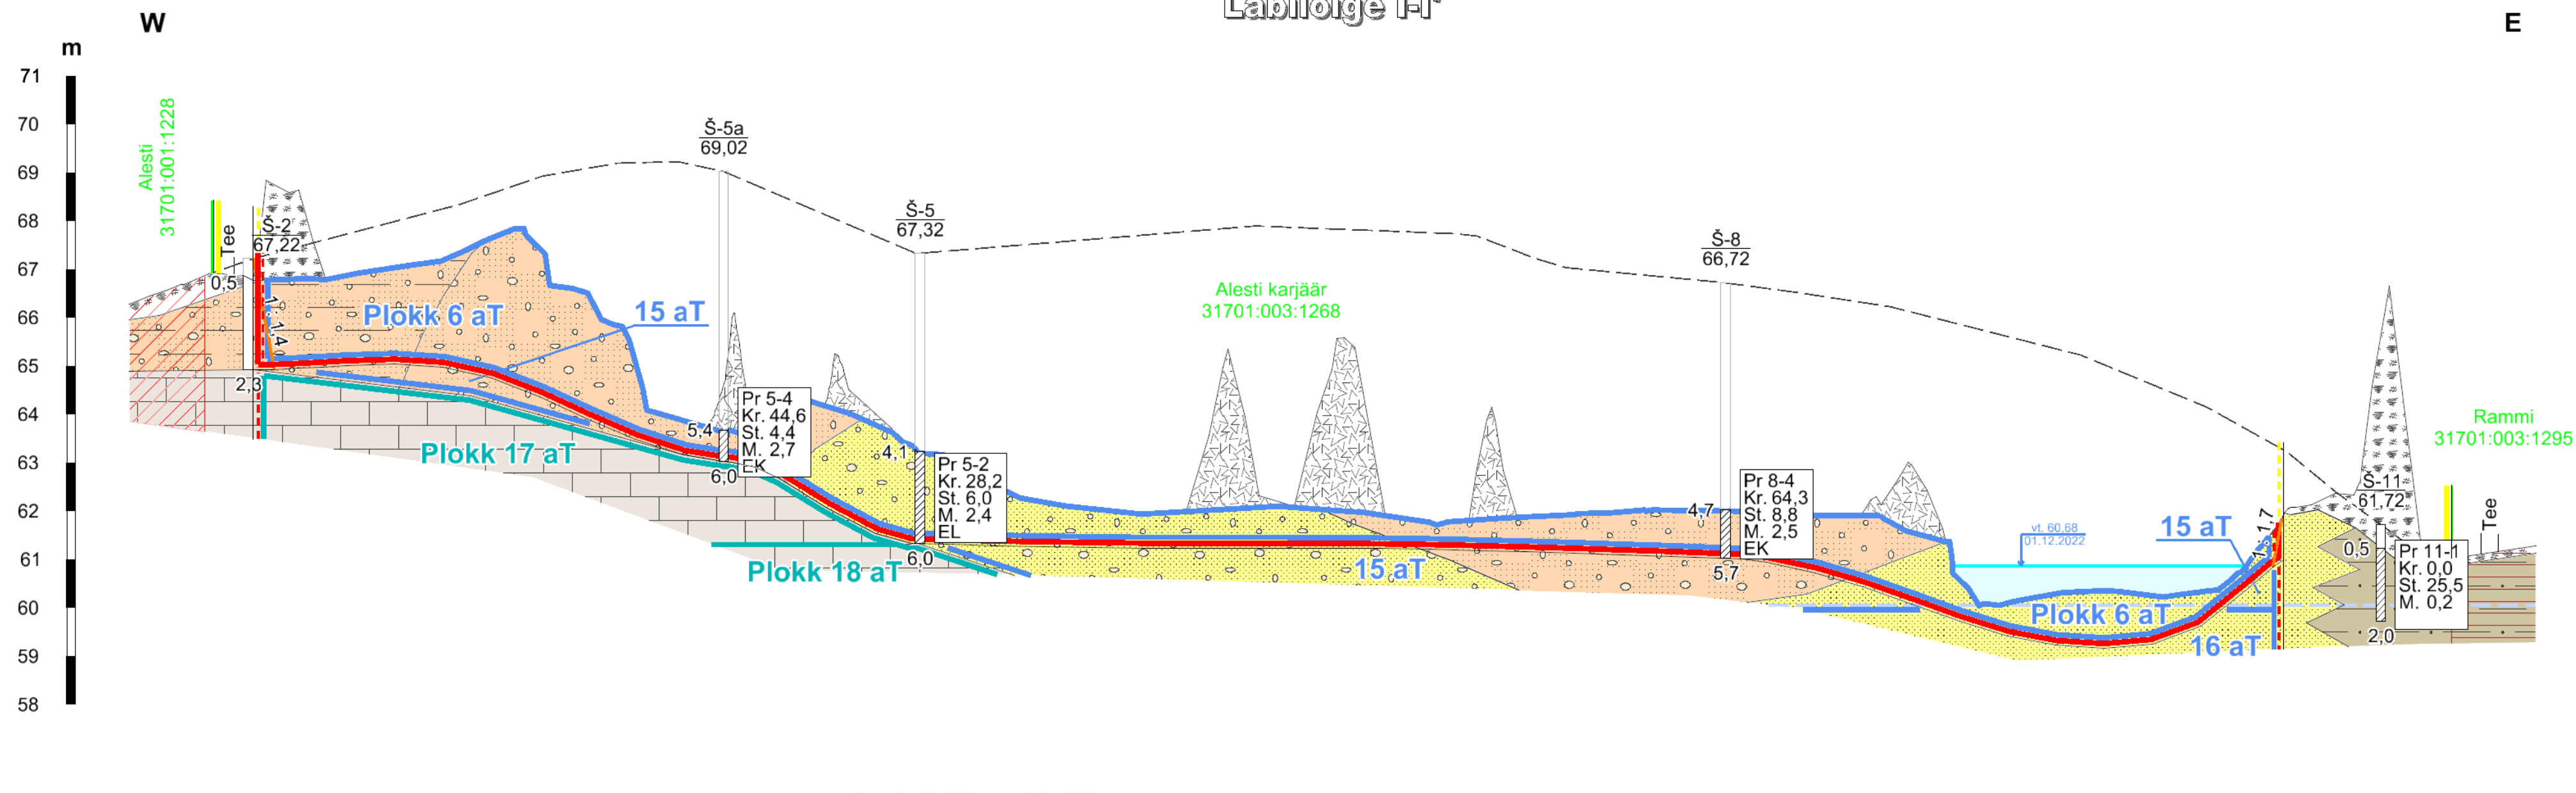 W
E
m
71
70
69
68
67
66
65
64
63
62
61
60
59
58
Alesti
31701:001:1228
Tee
Š-2
67,22
0,5
2,3
1:1,4
Plokk 6 aT
15 aT
Plokk 17 aT
Š-5a
69,02
5,4
6,0
Pr 5-4
Kr. 44,6
St. 4,4
M. 2,7
EK
Š-5
67,32
4,1
6,0
Pr 5-2
Kr. 28,2
St. 6,0
M. 2,4
EL
Plokk 18 aT
Alesti karjäär
31701:003:1268
15 aT
Š-8
66,72
4,7
5,7
Pr 8-4
Kr. 64,3
St. 8,8
M. 2,5
EK
vt. 60,68
01.12.2022
15 aT
Plokk 6 aT
16 aT
Š-11
61,72
0,5
2,0
Pr 11-1
Kr. 0,0
St. 25,5
M. 0,2
Tee
Rammi
31701:003:1295